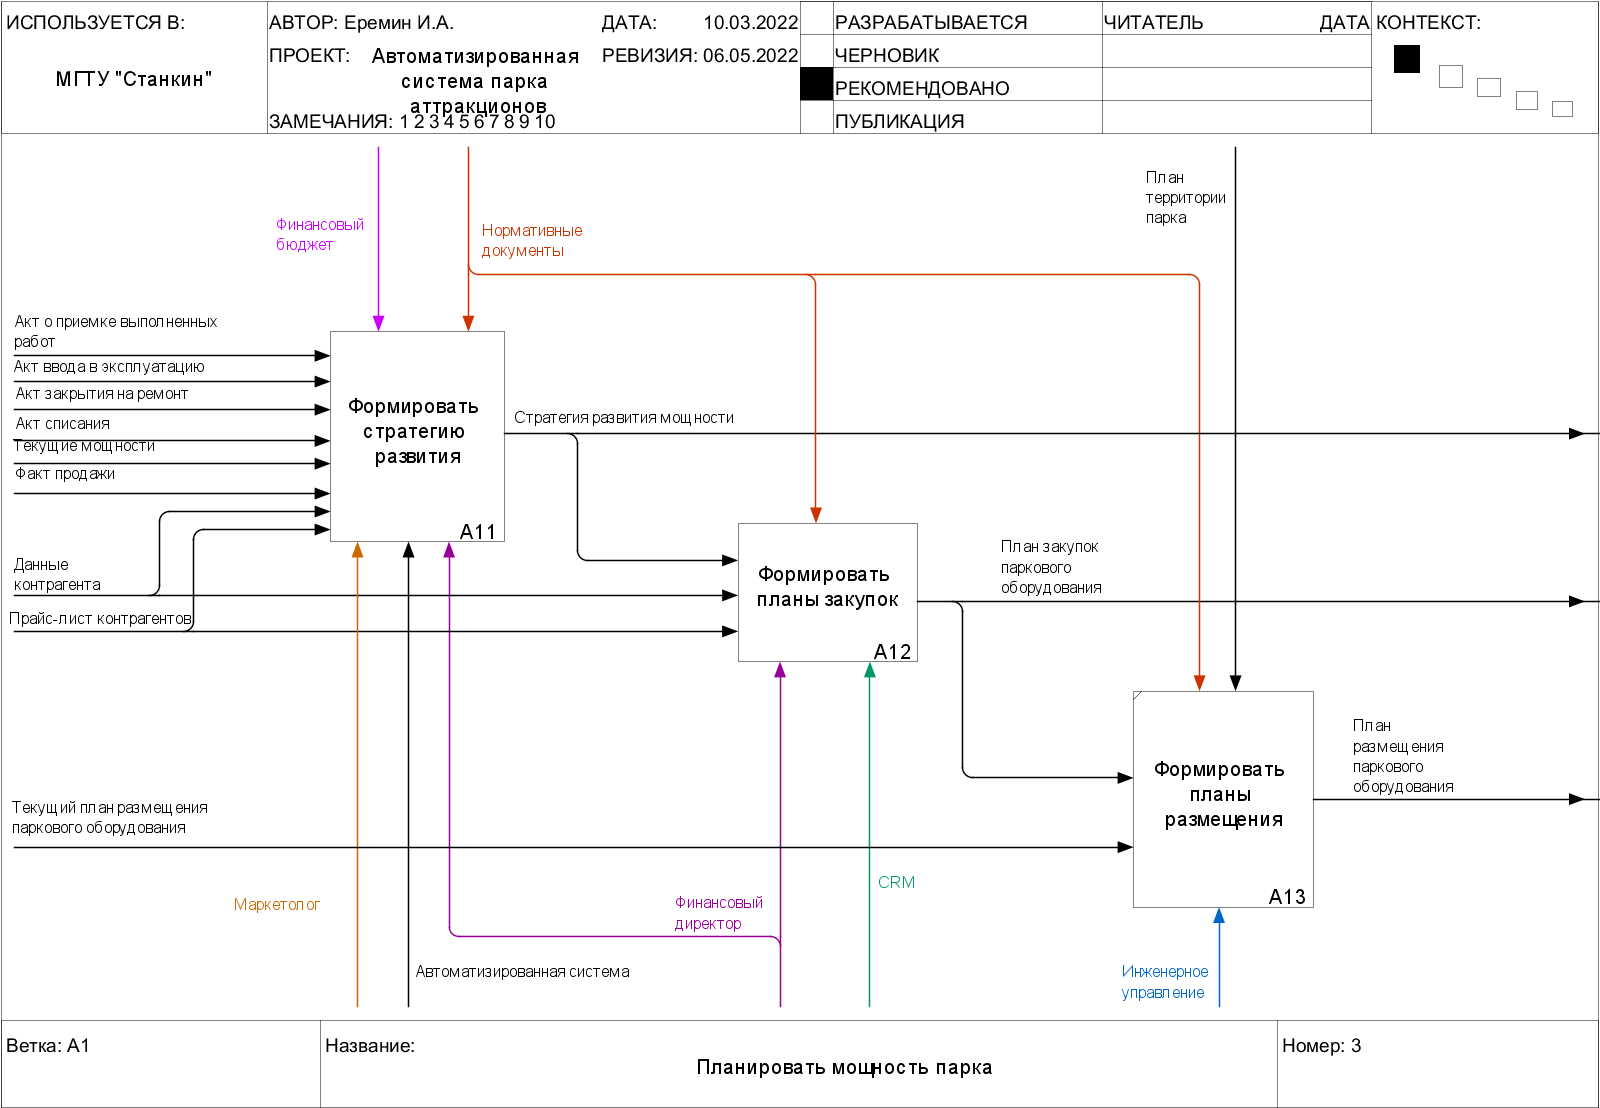 ИСПОЛЬЗУЕТСЯ В:
МГТУ "Станкин"
АВТОР: Еремин И.А.
ДАТА: 10.03.2022
ПРОЕКТ: Автоматизированная
система парка
аттракционов
РЕВИЗИЯ: 06.05.2022
ЗАМЕЧАНИЯ: 1 2 3 4 5 6 7 8 9 10
РАЗРАБАТЫВАЕТСЯ
ЧЕРНОВИК
РЕКОМЕНДОВАНО
ПУБЛИКАЦИЯ
ЧИТАТЕЛЬ
ДАТА
КОНТЕКСТ:
План
территории
парка
Финансовый
бюджет
Нормативные
документы
Акт о приемке выполненных
работ
Акт ввода в эксплуатацию
Акт закрытия на ремонт
Акт списания
Текущие мощности
Факт продажи
Формировать
стратегию
развития
A11
Стратегия развития мощности
Данные
контрагента
Прайс-лист контрагентов
Формировать
планы закупок
A12
План закупок
паркового
оборудования
План
размещения
паркового
оборудования
Формировать
планы
размещения
A13
Текущий план размещения
паркового оборудования
Маркетолог
Финансовый
директор
CRM
Автоматизированная система
Инженерное
управление
Ветка: A1
Название:
Планировать мощность парка
Номер: 3